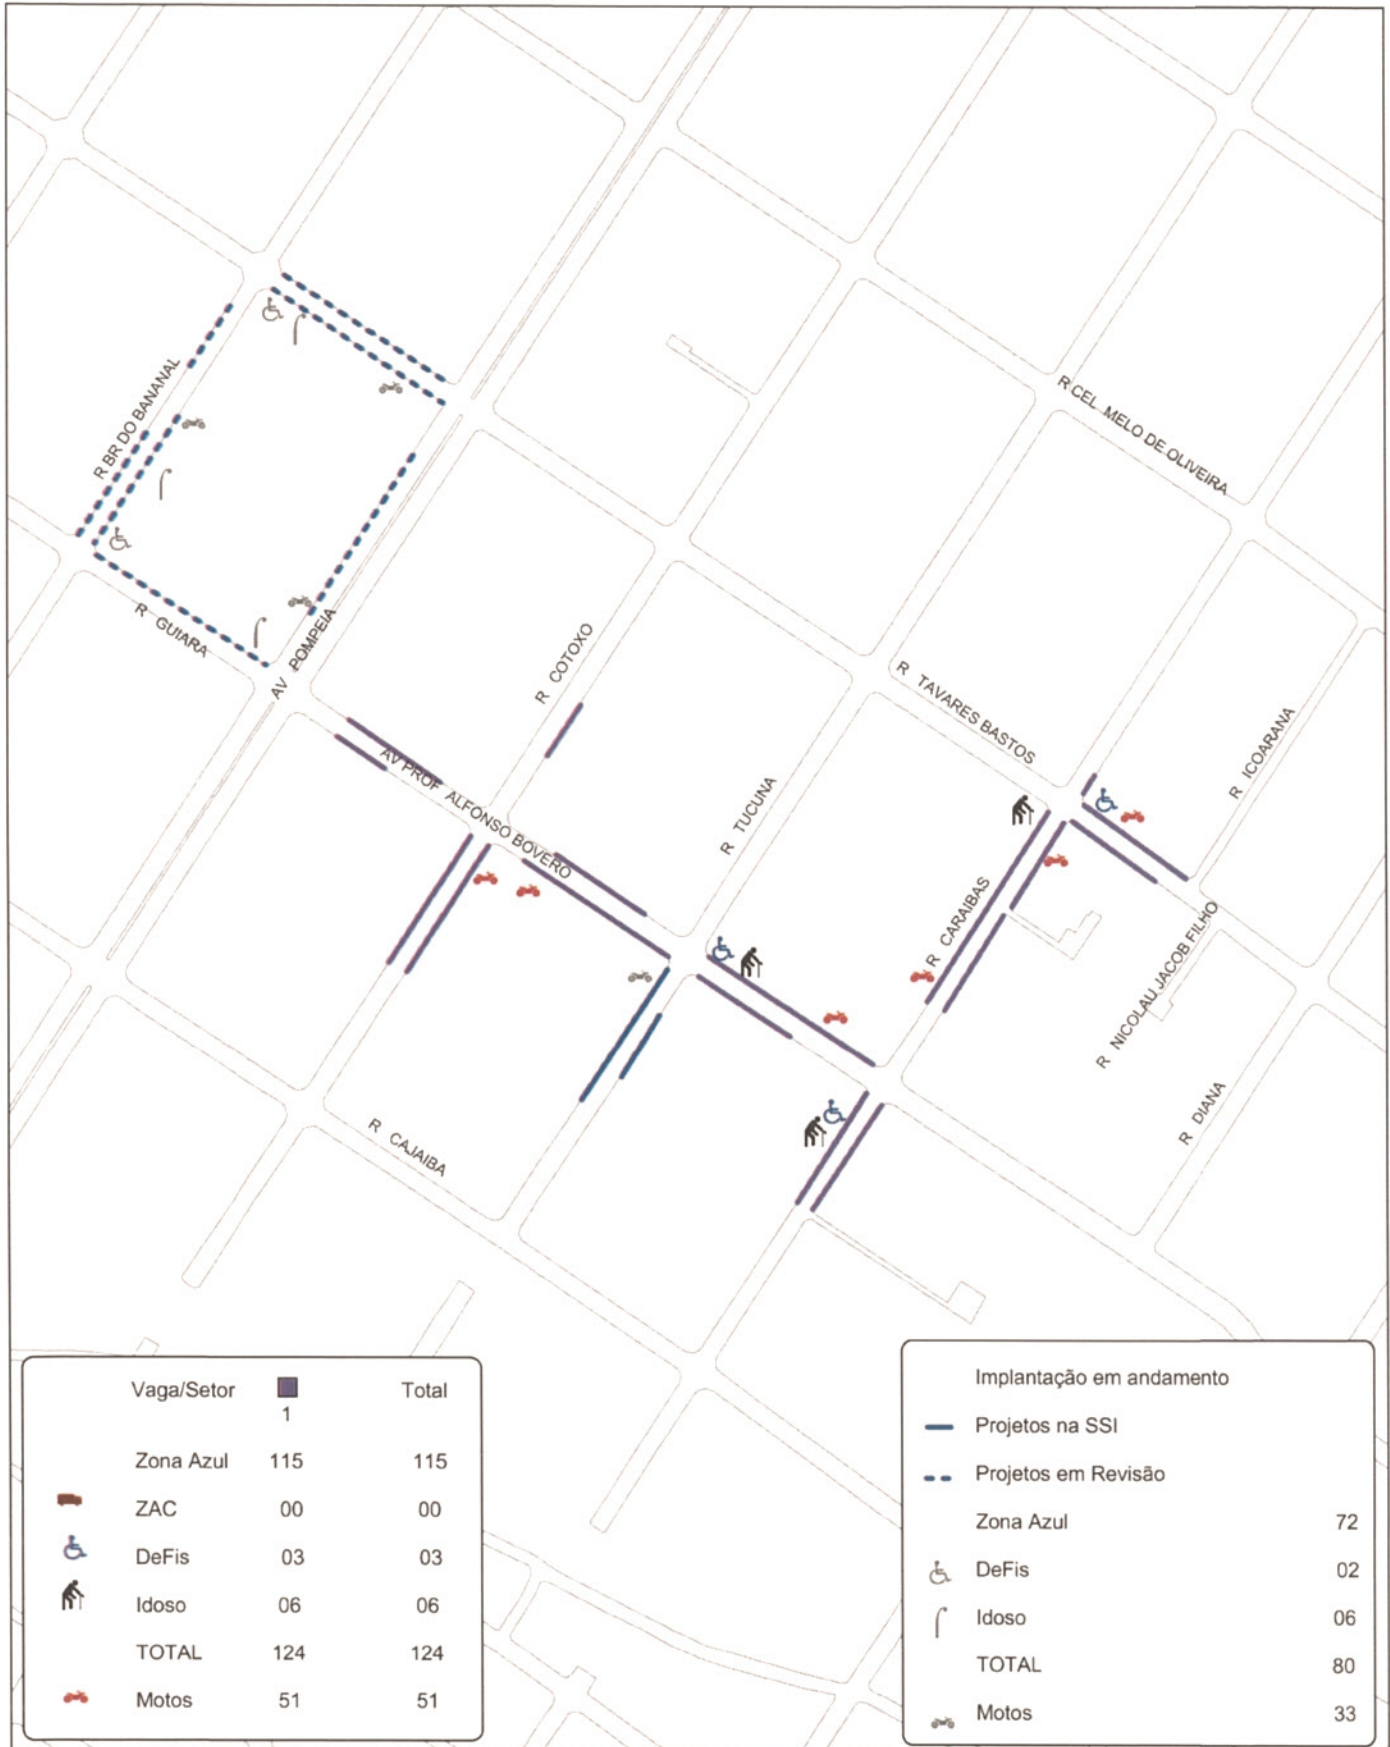 R BR DO BANANAL
R CEL MELO DE OLIVEIRA
R GUIARA
AV POMPEIA
R COTOXO
R TAVARES BASTOS
R ICOARANA
AV PROF ALFONSO BOVERO
R TUCUNA
R CARAIBAS
R NICOLAU JACOB FILHO
R DIANA
R CAJAIBA
Vaga/Setor Total
1
Zona Azul 115 115
ZAC 00 00
DeFis 03 03
Idoso 06 06
TOTAL 124 124
Motos 51 51
Implantação em andamento
Projetos na SSI
Projetos em Revisão
Zona Azul 72
DeFis 02
Idoso 06
TOTAL 80
Motos 33